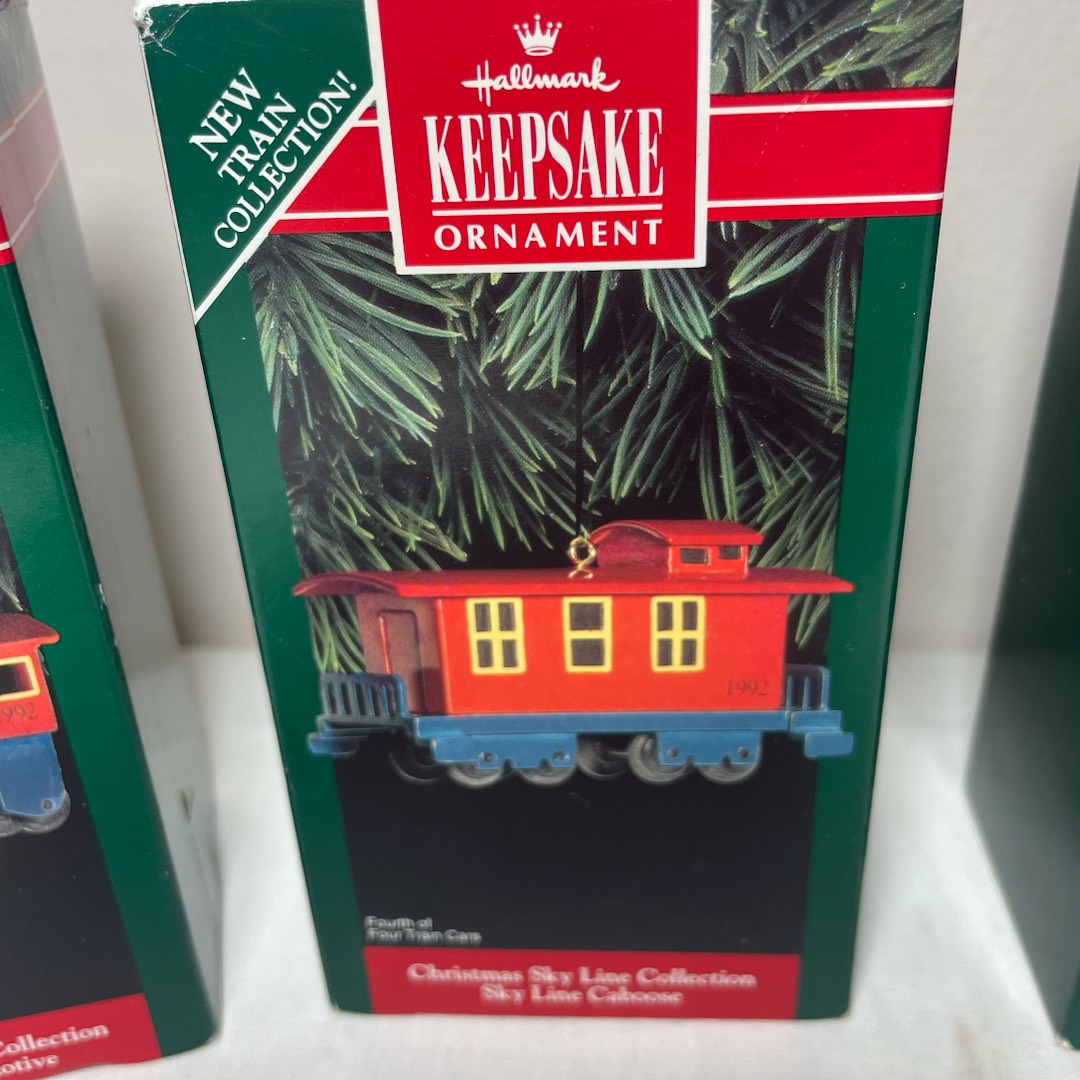 NEW
TRAIN
COLLECTION!
Hallmark
KEEPSAKE
ORNAMENT
1992
Fourth of
Four Train Cars
Christmas Sky Line Collection
Sky Line Caboose
1992
Collection
otive